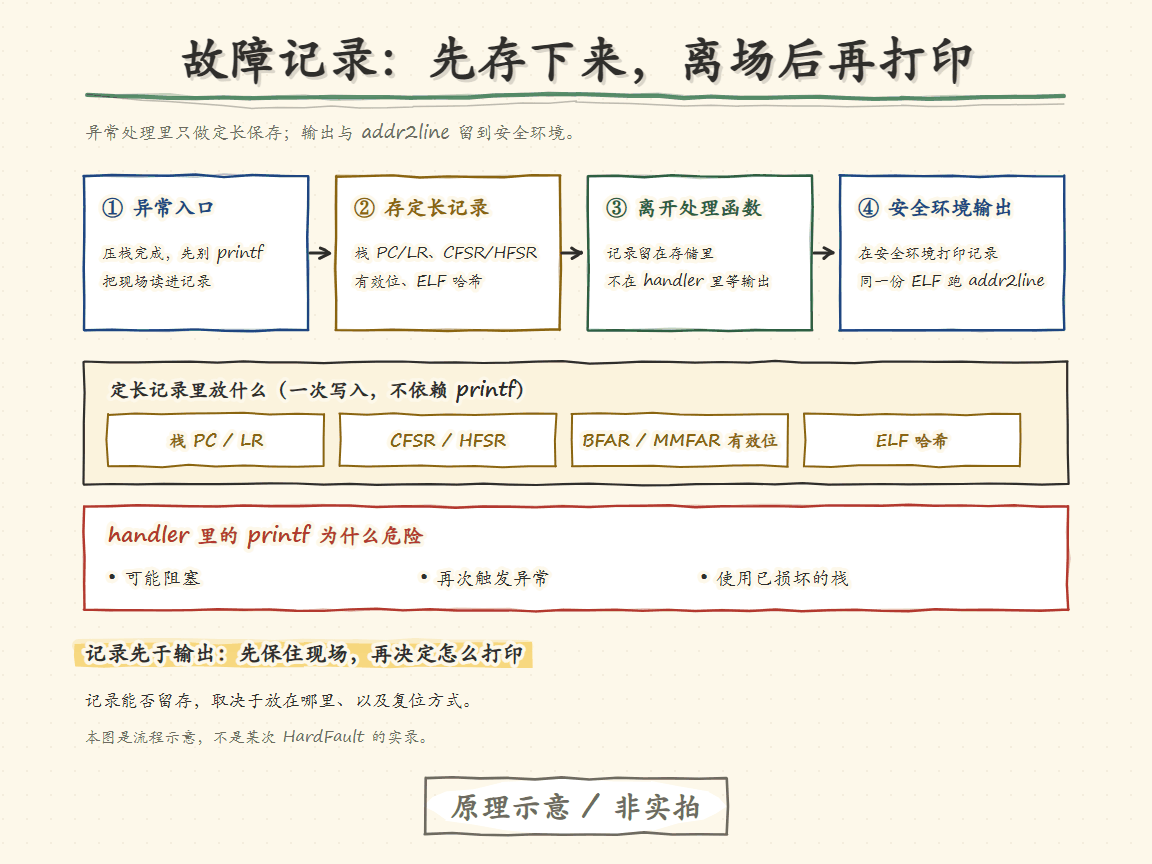 故障记录：先存下来，离场后再打印
异常处理里只做定长保存；输出与 addr2line 留到安全环境。
① 异常入口
压栈完成，先别 printf
把现场读进记录
② 存定长记录
栈 PC/LR、CFSR/HFSR
有效位、ELF 哈希
③ 离开处理函数
记录留在存储里
不在 handler 里等输出
④ 安全环境输出
在安全环境打印记录
同一份 ELF 跑 addr2line
定长记录里放什么（一次写入，不依赖 printf）
栈 PC / LR
CFSR / HFSR
BFAR / MMFAR 有效位
ELF 哈希
handler 里的 printf 为什么危险
• 可能阻塞
• 再次触发异常
• 使用已损坏的栈
记录先于输出：先保住现场，再决定怎么打印
记录能否留存，取决于放在哪里、以及复位方式。
本图是流程示意，不是某次 HardFault 的实录。
原理示意 / 非实拍